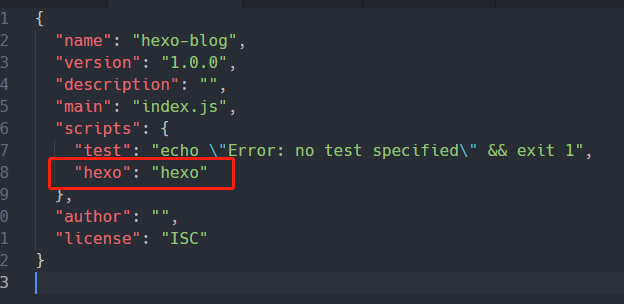 1 {
2 "name": "hexo-blog",
3 "version": "1.0.0",
4 "description": "",
5 "main": "index.js",
6 "scripts": {
7 "test": "echo \"Error: no test specified\" && exit 1",
8 "hexo": "hexo"
9 },
0 "author": "",
1 "license": "ISC"
2 }
3